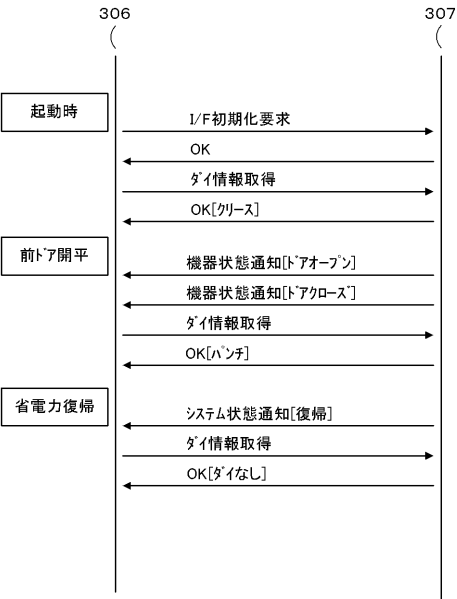 306
307
起動時
I/F初期化要求
OK
ﾀﾞｲ情報取得
OK[ｸﾘｰｽ]
前ﾄﾞｱ開平
機器状態通知[ﾄﾞｱｵｰﾌﾟﾝ]
機器状態通知[ﾄﾞｱｸﾛｰｽﾞ]
ﾀﾞｲ情報取得
OK[ﾊﾟﾝﾁ]
省電力復帰
ｼｽﾃﾑ状態通知[復帰]
ﾀﾞｲ情報取得
OK[ﾀﾞｲなし]